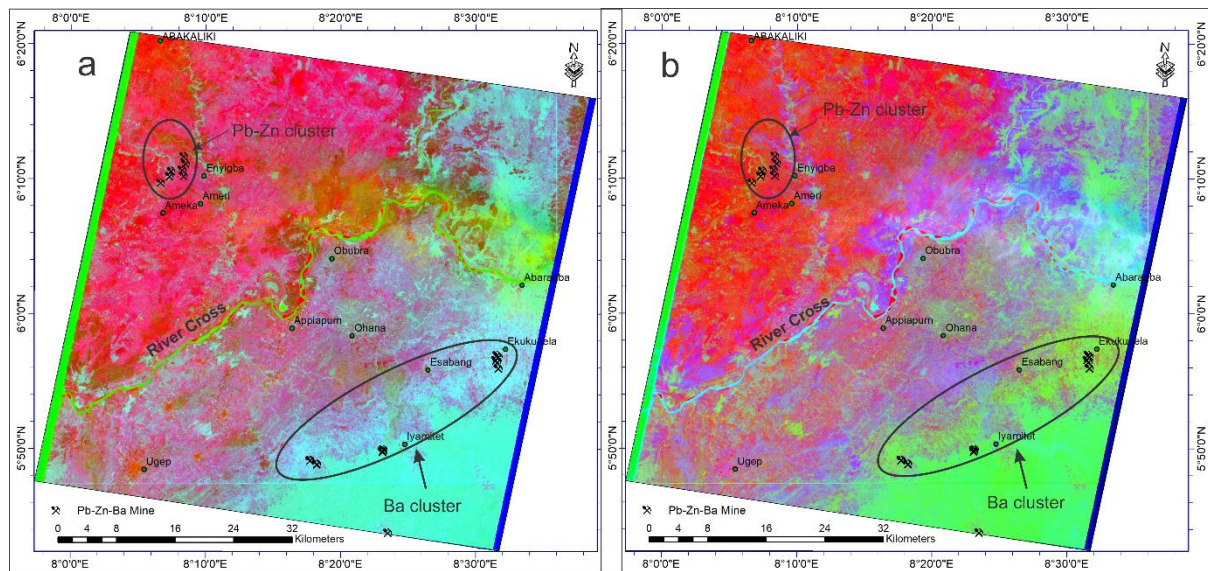 8°0'0"E 8°10'0"E 8°20'0"E 8°30'0"E
6°20'0"N
6°10'0"N
6°0'0"N
5°50'0"N
a
ABAKALIKI
N
Pb-Zn cluster
Enyigba
Ameri
Ameka
Obubra
River Cross
Appiapum
Ohana
Esabang
Iyamitet
Ugep
Ba cluster
Pb-Zn-Ba Mine
0 4 8 16 24 32
Kilometers
8°0'0"E 8°10'0"E 8°20'0"E 8°30'0"E
8°0'0"E 8°10'0"E 8°20'0"E 8°30'0"E
b
ABAKALIKI
N
Pb-Zn cluster
Enyigba
Ameri
Ameka
Obubra
River Cross
Appiapum
Ohana
Esabang
Iyamitet
Ugep
Ba cluster
Pb-Zn-Ba Mine
0 4 8 16 24 32
Kilometers
6°20'0"N
6°10'0"N
6°0'0"N
5°50'0"N
8°0'0"E 8°10'0"E 8°20'0"E 8°30'0"E